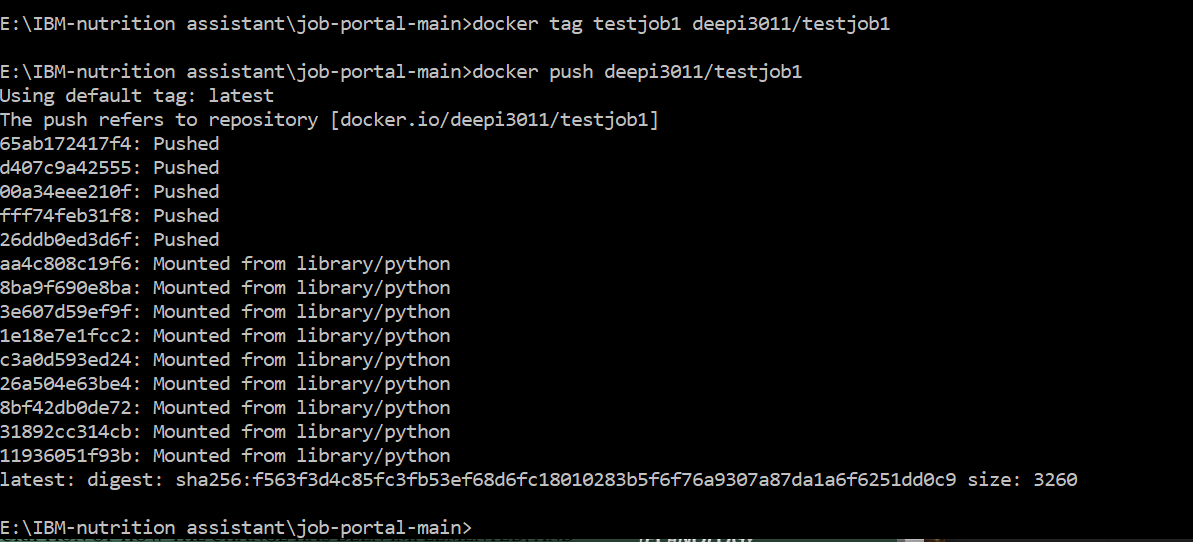 E:\IBM-nutrition assistant\job-portal-main>docker tag testjob1 deepi3011/testjob1
E:\IBM-nutrition assistant\job-portal-main>docker push deepi3011/testjob1
Using default tag: latest
The push refers to repository [docker.io/deepi3011/testjob1]
65ab172417f4: Pushed
d407c9a42555: Pushed
00a34eee210f: Pushed
fff74feb31f8: Pushed
26ddb0ed3d6f: Pushed
aa4c808c19f6: Mounted from library/python
8ba9f690e8ba: Mounted from library/python
3e607d59ef9f: Mounted from library/python
1e18e7e1fcc2: Mounted from library/python
c3a0d593ed24: Mounted from library/python
26a504e63be4: Mounted from library/python
8bf42db0de72: Mounted from library/python
31892cc314cb: Mounted from library/python
11936051f93b: Mounted from library/python
latest: digest: sha256:f563f3d4c85fc3fb53ef68d6fc18010283b5f6f76a9307a87da1a6f6251dd0c9 size: 3260
E:\IBM-nutrition assistant\job-portal-main>